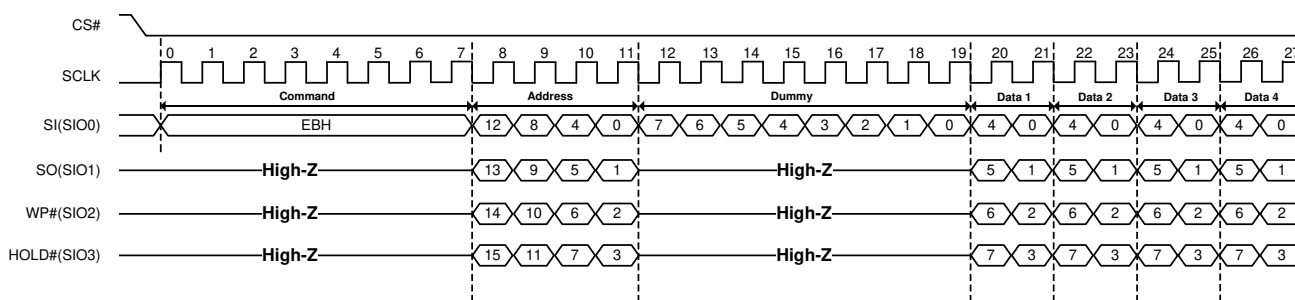 CS#
0 1 2 3 4 5 6 7 8 9 10 11 12 13 14 15 16 17 18 19 20 21 22 23 24 25 26 27
SCLK
Command Address Dummy Data 1 Data 2 Data 3 Data 4
SI(SIO0) EBH 12 8 4 0 7 6 5 4 3 2 1 0 4 0 4 0 4 0 4 0
SO(SIO1) High-Z 13 9 5 1 High-Z 5 1 5 1 5 1 5 1
WP#(SIO2) High-Z 14 10 6 2 High-Z 6 2 6 2 6 2 6 2
HOLD#(SIO3) High-Z 15 11 7 3 High-Z 7 3 7 3 7 3 7 3